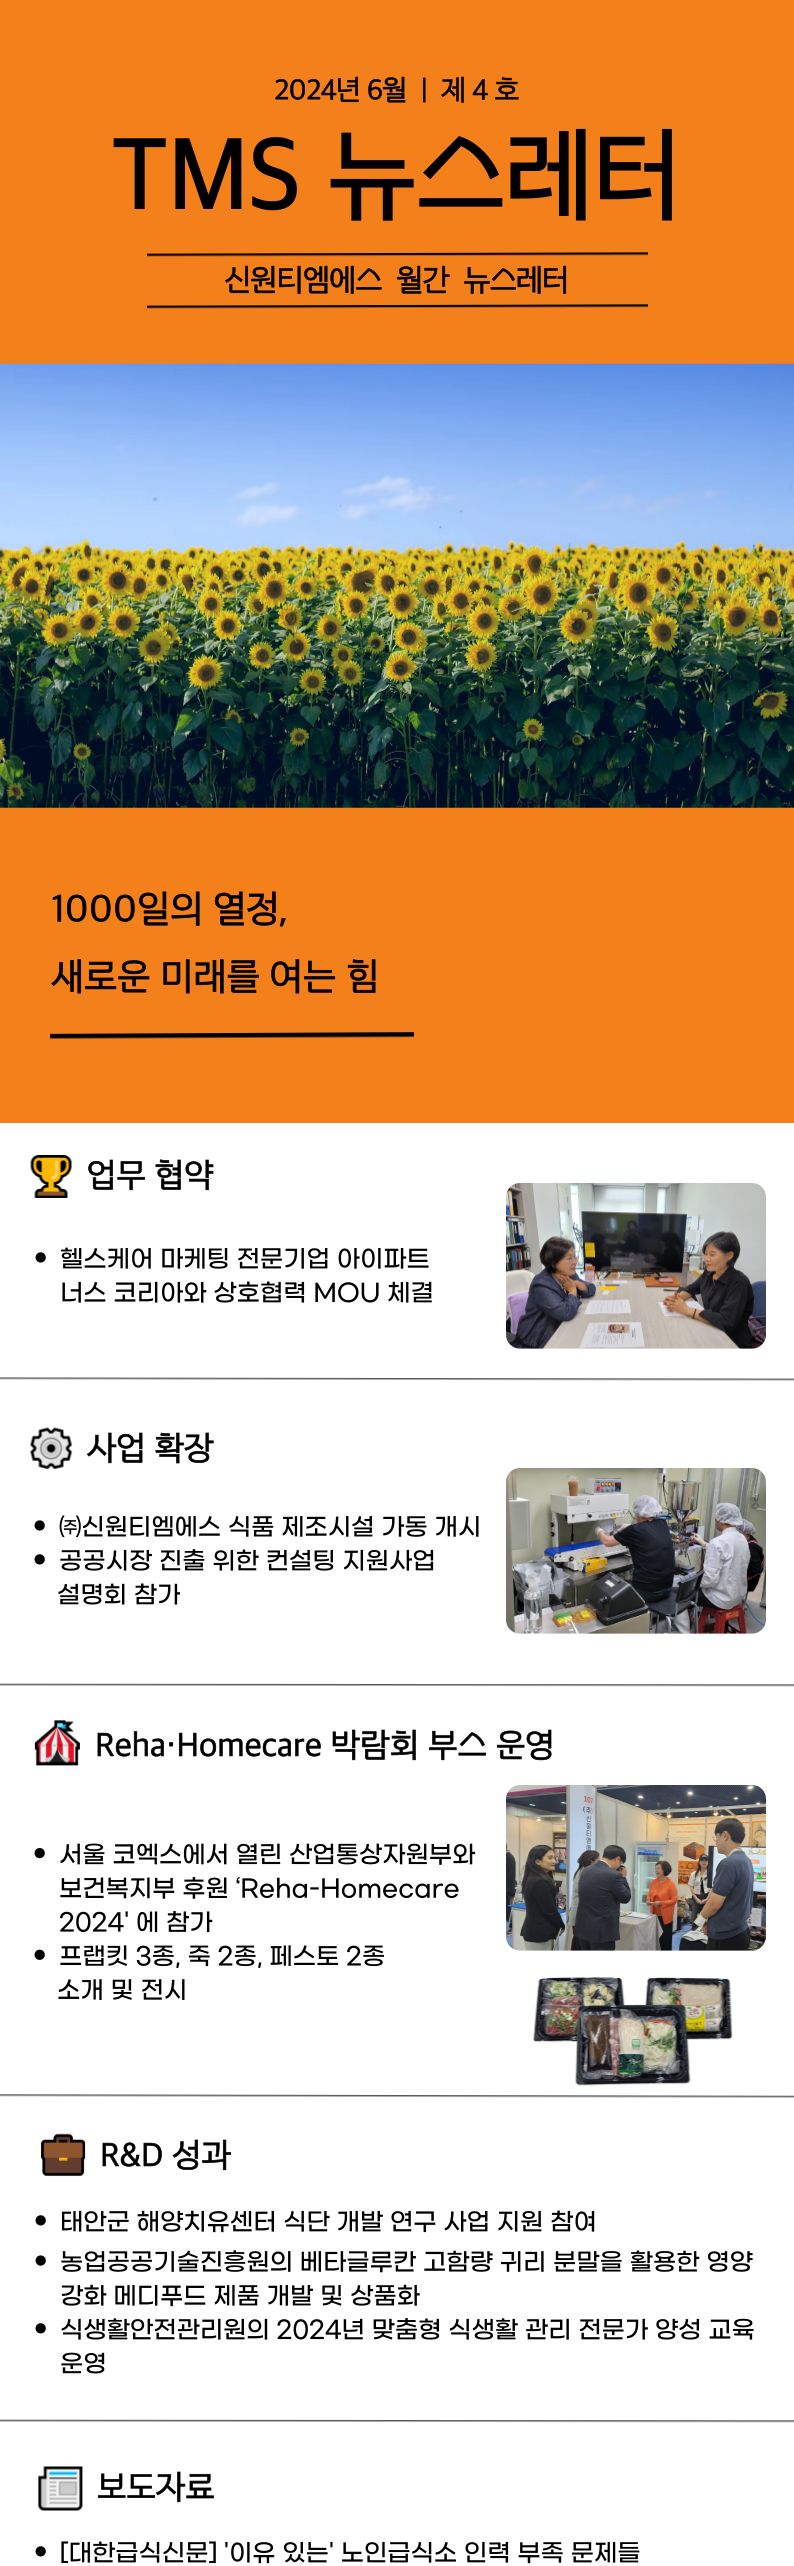 2024년 6월 | 제 4 호
TMS 뉴스레터
신원티엠에스 월간 뉴스레터
1000일의 열정,
새로운 미래를 여는 힘
업무 협약
• 헬스케어 마케팅 전문기업 아이파트
너스 코리아와 상호협력 MOU 체결
사업 확장
• ㈜신원티엠에스 식품 제조시설 가동 개시
• 공공시장 진출 위한 컨설팅 지원사업
설명회 참가
Reha·Homecare 박람회 부스 운영
• 서울 코엑스에서 열린 산업통상자원부와
보건복지부 후원 ‘Reha-Homecare
2024' 에 참가
• 프랩킷 3종, 죽 2종, 페스토 2종
소개 및 전시
R&D 성과
• 태안군 해양치유센터 식단 개발 연구 사업 지원 참여
• 농업공공기술진흥원의 베타글루칸 고함량 귀리 분말을 활용한 영양
강화 메디푸드 제품 개발 및 상품화
• 식생활안전관리원의 2024년 맞춤형 식생활 관리 전문가 양성 교육
운영
보도자료
• [대한급식신문] '이유 있는' 노인급식소 인력 부족 문제들